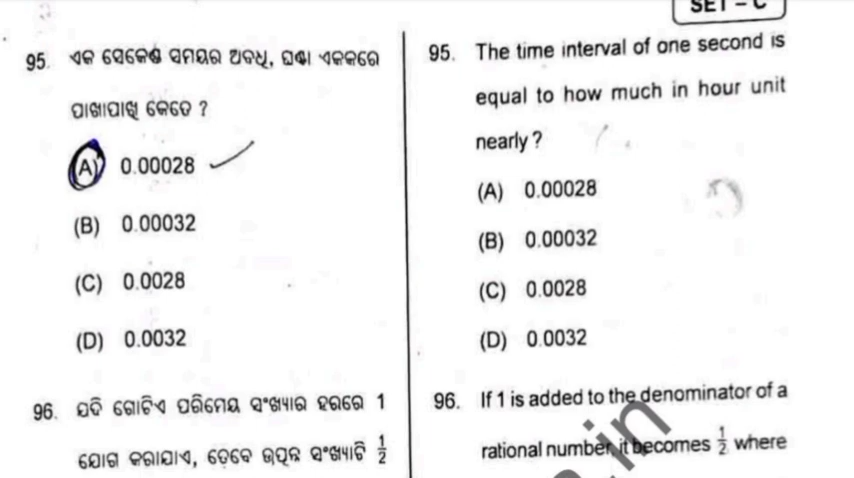 SET – C
95. ଏକ ସେକେଣ୍ଡ ସମୟର ଅବଧି, ଘଣ୍ଟା ଏକକରେ
ପାଖାପାଖି କେତେ ?
(A) 0.00028
(B) 0.00032
(C) 0.0028
(D) 0.0032
96. ଯଦି ଗୋଟିଏ ପରିମେୟ ସଂଖ୍ୟାର ହରରେ 1
ଯୋଗ କରାଯାଏ, ତେବେ ଉତ୍ପନ୍ନ ସଂଖ୍ୟାଟି 1/2
95. The time interval of one second is
equal to how much in hour unit
nearly ?
(A) 0.00028
(B) 0.00032
(C) 0.0028
(D) 0.0032
96. If 1 is added to the denominator of a
rational number, it becomes 1/2 where
.in